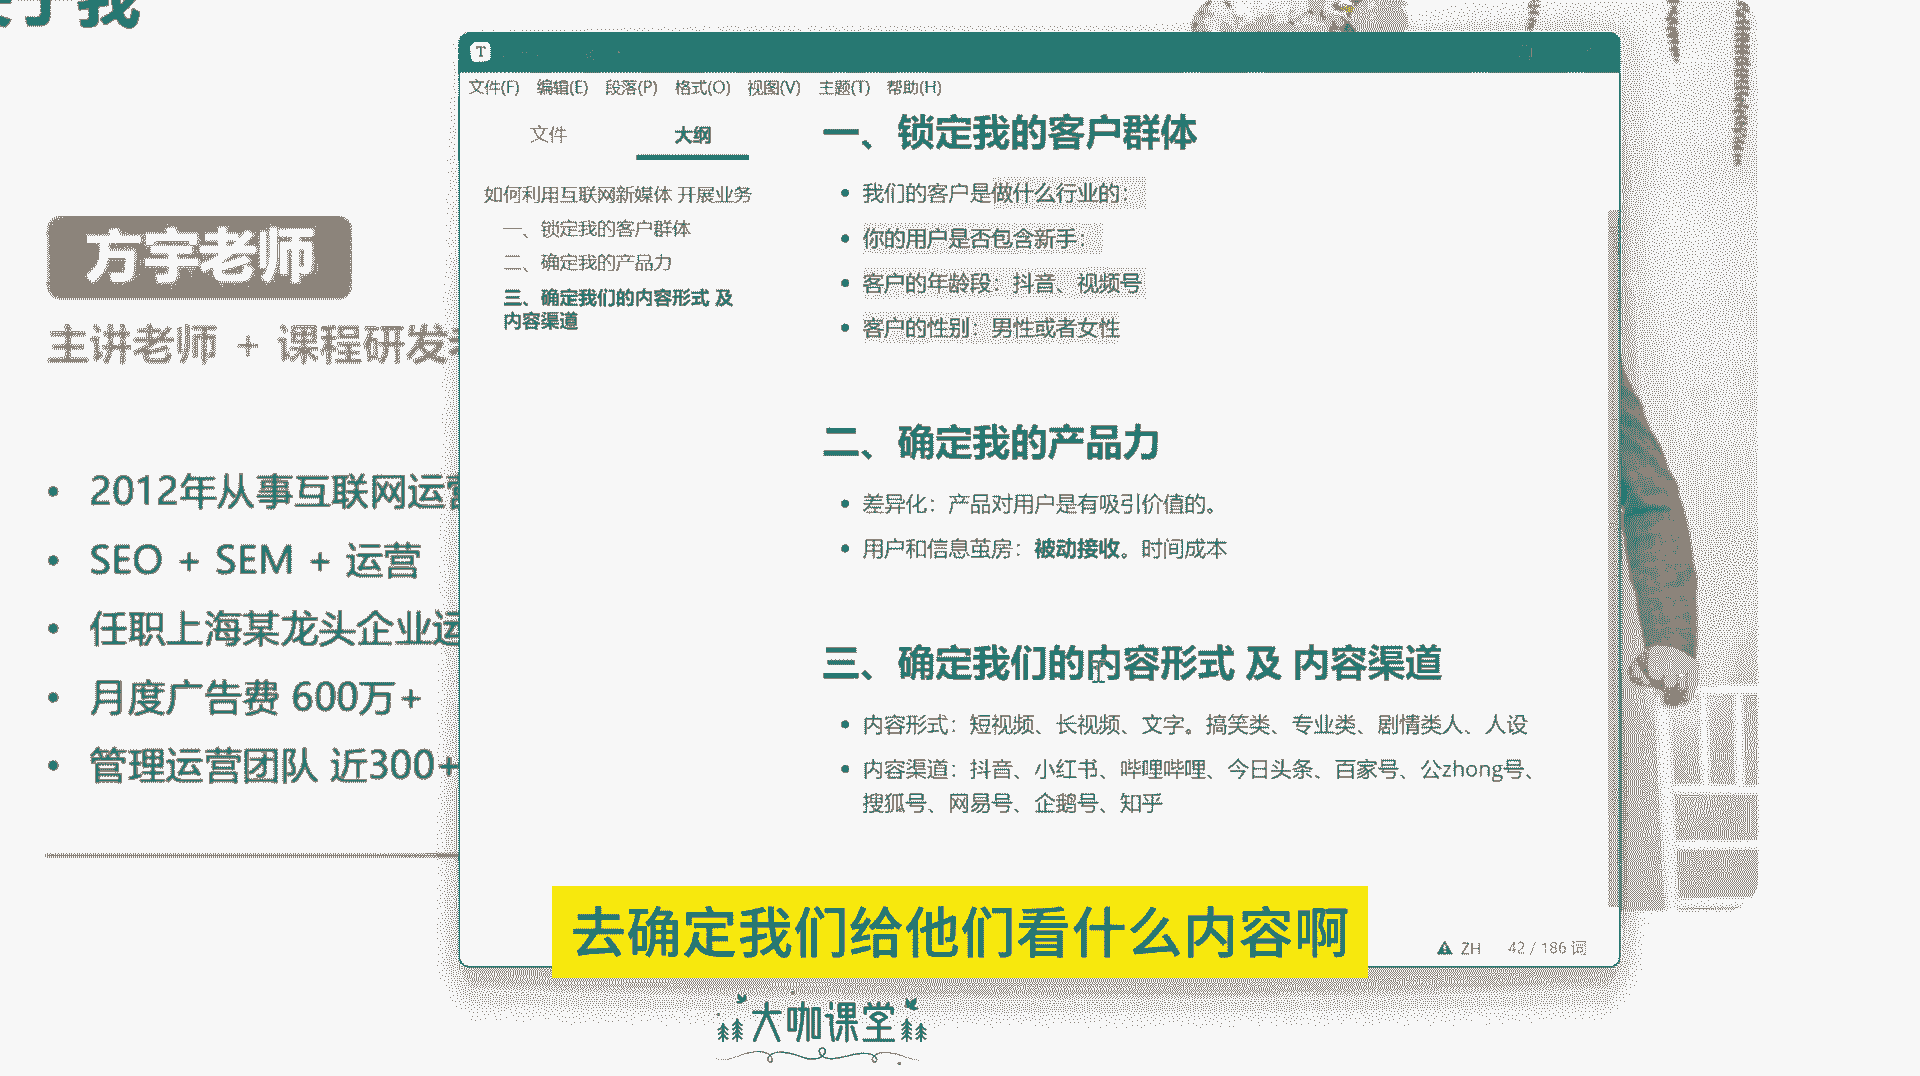 我
方宇老师
主讲老师 + 课程研发
2012年从事互联网运营
SEO + SEM + 运营
任职上海某龙头企业运
月度广告费 600万+
管理运营团队 近300+
T
文件(F) 编辑(E) 段落(P) 格式(O) 视图(V) 主题(T) 帮助(H)
文件 大纲
如何利用互联网新媒体 开展业务
一、锁定我的客户群体
二、确定我的产品力
三、确定我们的内容形式 及
内容渠道
一、锁定我的客户群体
我们的客户是做什么行业的：
你的用户是否包含新手：
客户的年龄段：抖音、视频号
客户的性别：男性或者女性
二、确定我的产品力
差异化：产品对用户是有吸引价值的。
用户和信息茧房：被动接收。时间成本
三、确定我们的内容形式 及 内容渠道
内容形式：短视频、长视频、文字。搞笑类、专业类、剧情类人、人设
内容渠道：抖音、小红书、哔哩哔哩、今日头条、百家号、公zhong号、
搜狐号、网易号、企鹅号、知乎
ZH 42 / 186 词
去确定我们给他们看什么内容啊
大咖课堂